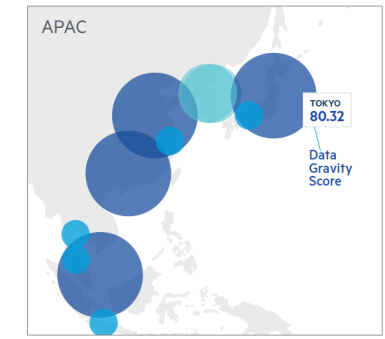 APAC
TOKYO
80.32
Data
Gravity
Score